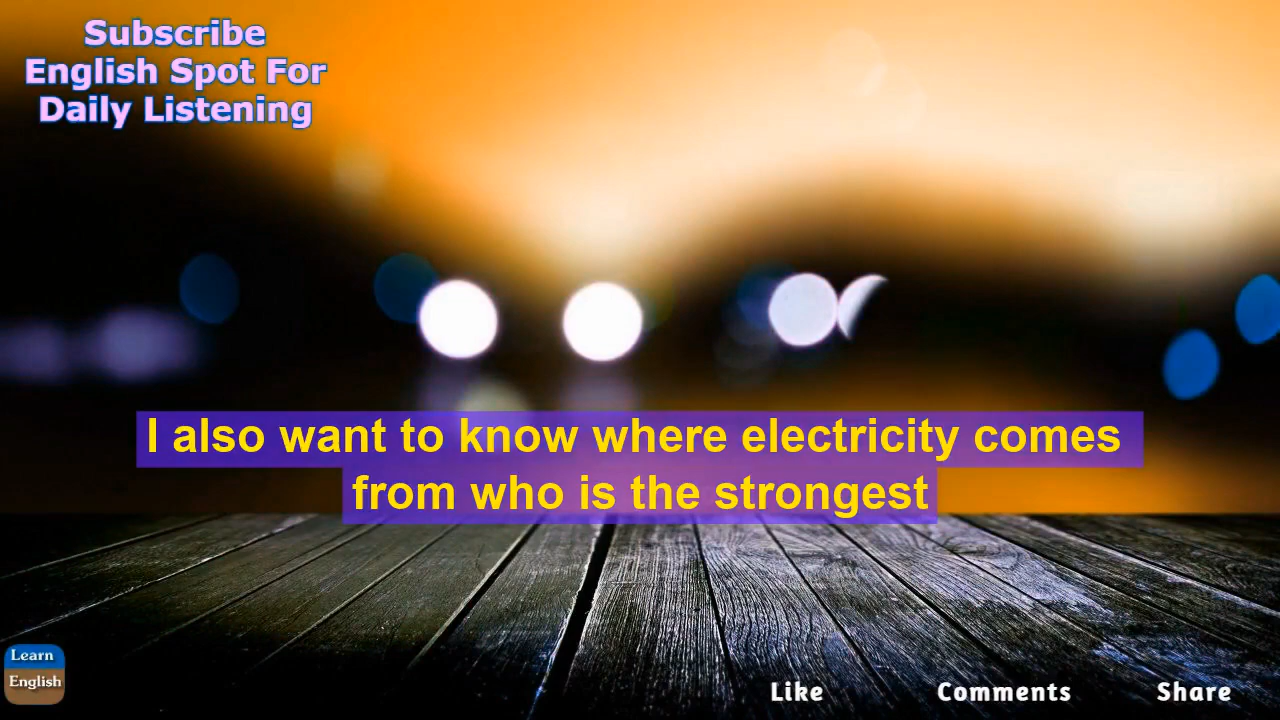 Subscribe
English Spot For
Daily Listening
I also want to know where electricity comes
from who is the strongest
Learn
English
Like
Comments
Share